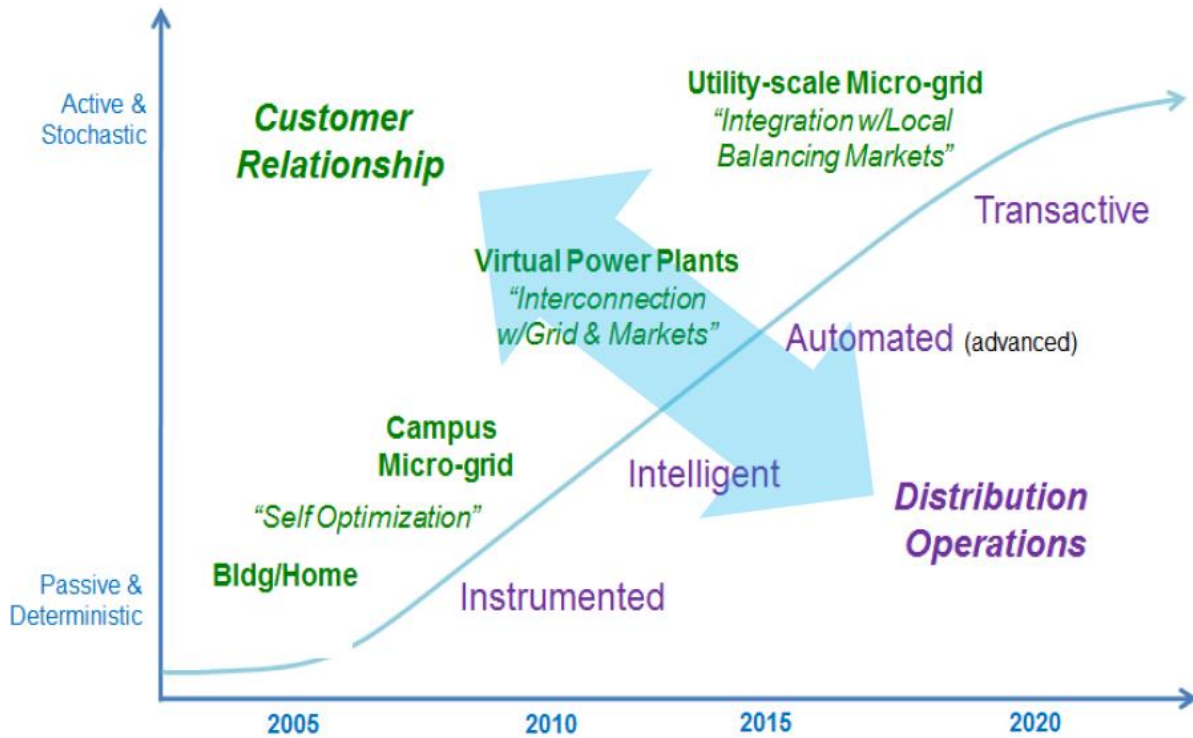 Active &
Stochastic
Customer
Relationship
Utility-scale Micro-grid
“Integration w/Local
Balancing Markets”
Transactive
Virtual Power Plants
“Interconnection
w/Grid & Markets”
Automated (advanced)
Campus
Micro-grid
Intelligent
“Self Optimization”
Distribution
Operations
Bldg/Home
Instrumented
Passive &
Deterministic
2005
2010
2015
2020